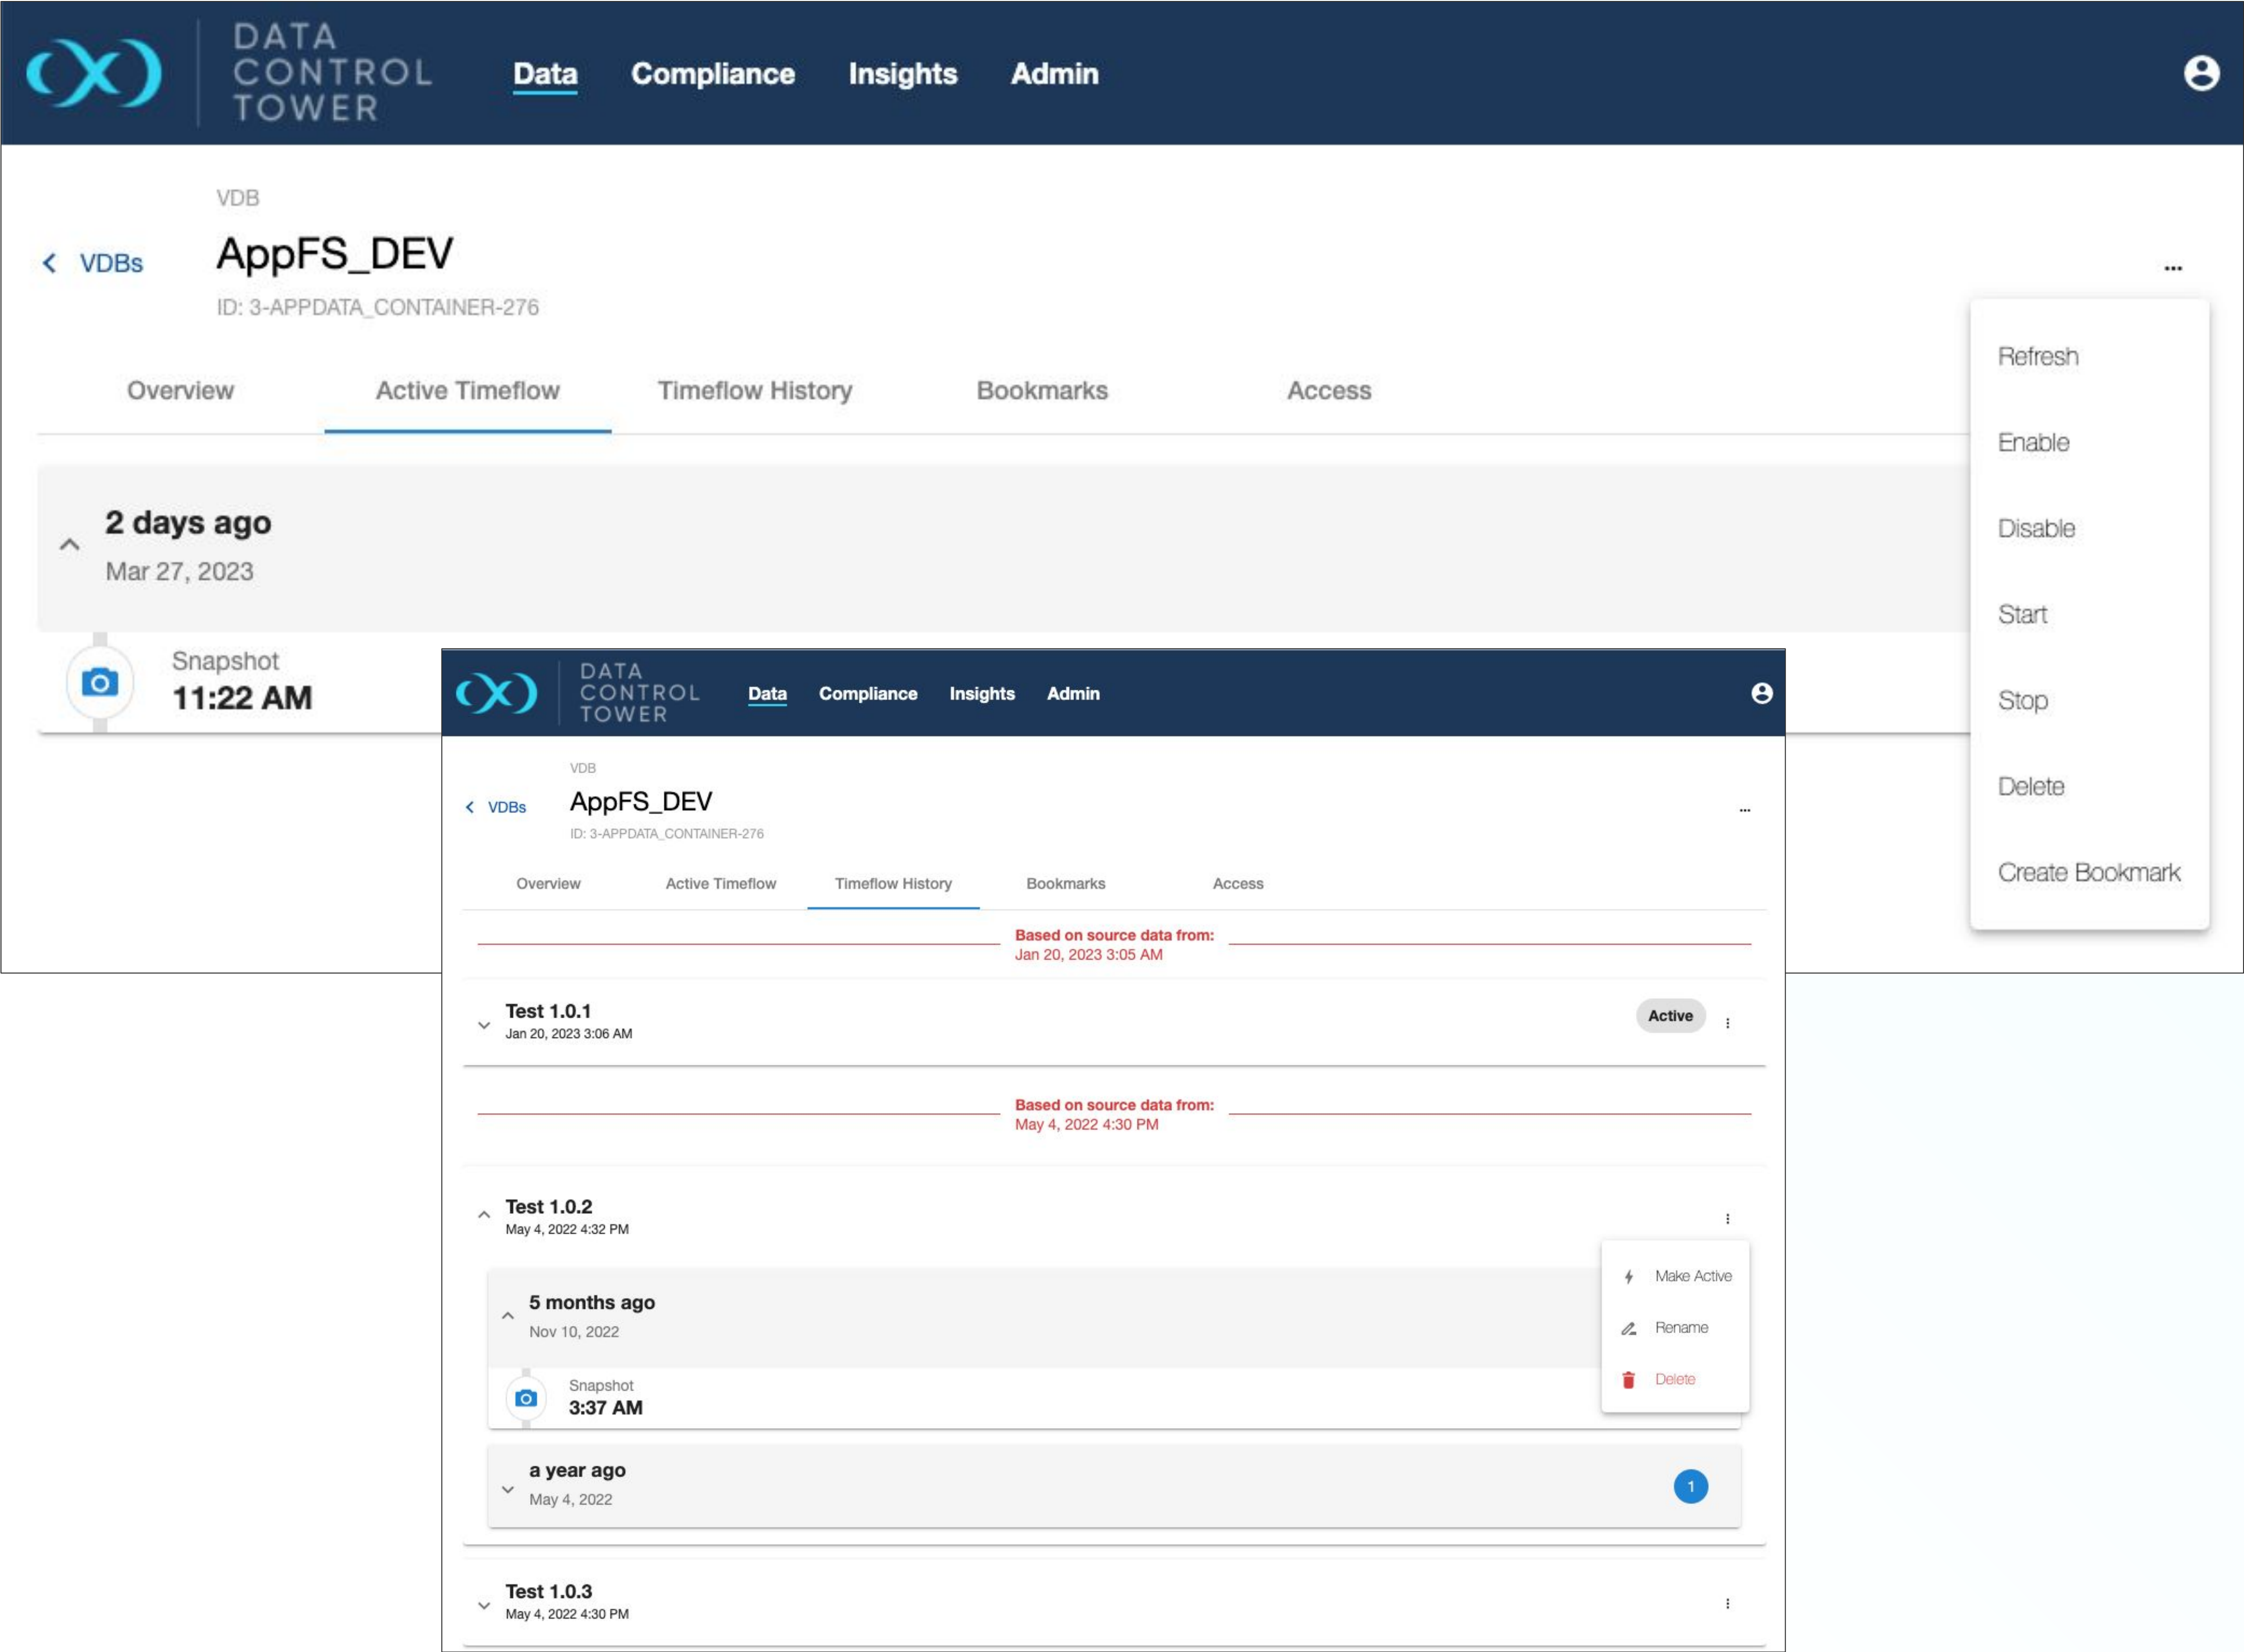 DATA
CONTROL
TOWER
Data Compliance Insights Admin
VDB
VDBs
AppFS_DEV
...
ID: 3-APPDATA_CONTAINER-276
Overview Active Timeflow Timeflow History Bookmarks Access
2 days ago
Mar 27, 2023
Snapshot
11:22 AM
Refresh
Enable
Disable
Start
Stop
Delete
Create Bookmark
DATA
CONTROL
TOWER
Data Compliance Insights Admin
VDB
VDBs
AppFS_DEV
...
ID: 3-APPDATA_CONTAINER-276
Overview Active Timeflow Timeflow History Bookmarks Access
Based on source data from:
Jan 20, 2023 3:05 AM
Test 1.0.1
Jan 20, 2023 3:06 AM
Active
Based on source data from:
May 4, 2022 4:30 PM
Test 1.0.2
May 4, 2022 4:32 PM
Make Active
Rename
Delete
5 months ago
Nov 10, 2022
Snapshot
3:37 AM
a year ago
May 4, 2022
1
Test 1.0.3
May 4, 2022 4:30 PM